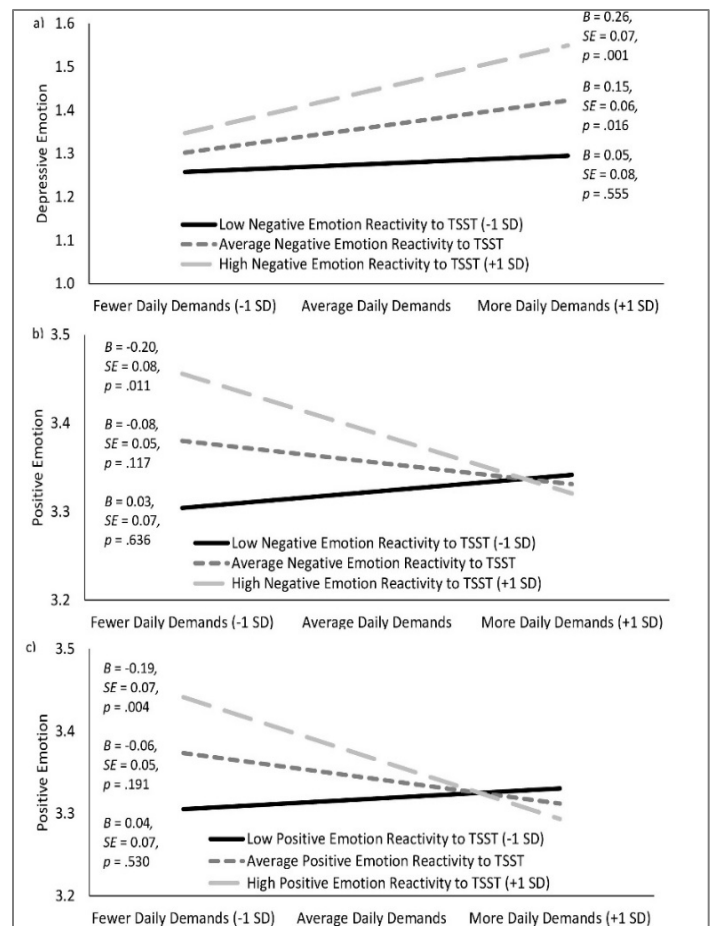 a)
1.6
1.5
1.4
1.3
1.2
1.1
1.0
Depressive Emotion
B = 0.26,
SE = 0.07,
p = .001
B = 0.15,
SE = 0.06,
p = .016
B = 0.05,
SE = 0.08,
p = .555
Low Negative Emotion Reactivity to TSST (-1 SD)
Average Negative Emotion Reactivity to TSST
High Negative Emotion Reactivity to TSST (+1 SD)
Fewer Daily Demands (-1 SD) Average Daily Demands More Daily Demands (+1 SD)
b)
3.5
3.4
3.3
3.2
Positive Emotion
B = -0.20,
SE = 0.08,
p = .011
B = -0.08,
SE = 0.05,
p = .117
B = 0.03,
SE = 0.07,
p = .636
Low Negative Emotion Reactivity to TSST (-1 SD)
Average Negative Emotion Reactivity to TSST
High Negative Emotion Reactivity to TSST (+1 SD)
Fewer Daily Demands (-1 SD) Average Daily Demands More Daily Demands (+1 SD)
c)
3.5
3.4
3.3
3.2
Positive Emotion
B = -0.19,
SE = 0.07,
p = .004
B = -0.06,
SE = 0.05,
p = .191
B = 0.04,
SE = 0.07,
p = .530
Low Positive Emotion Reactivity to TSST (-1 SD)
Average Positive Emotion Reactivity to TSST
High Positive Emotion Reactivity to TSST (+1 SD)
Fewer Daily Demands (-1 SD) Average Daily Demands More Daily Demands (+1 SD)